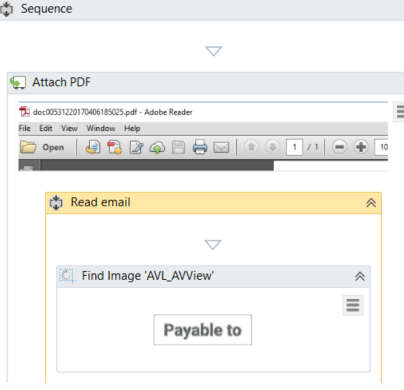 Sequence
Attach PDF
doc00531220170406185025.pdf - Adobe Reader
File Edit View Window Help
Open 1 / 1 10
Read email
Find Image 'AVL_AVView'
Payable to